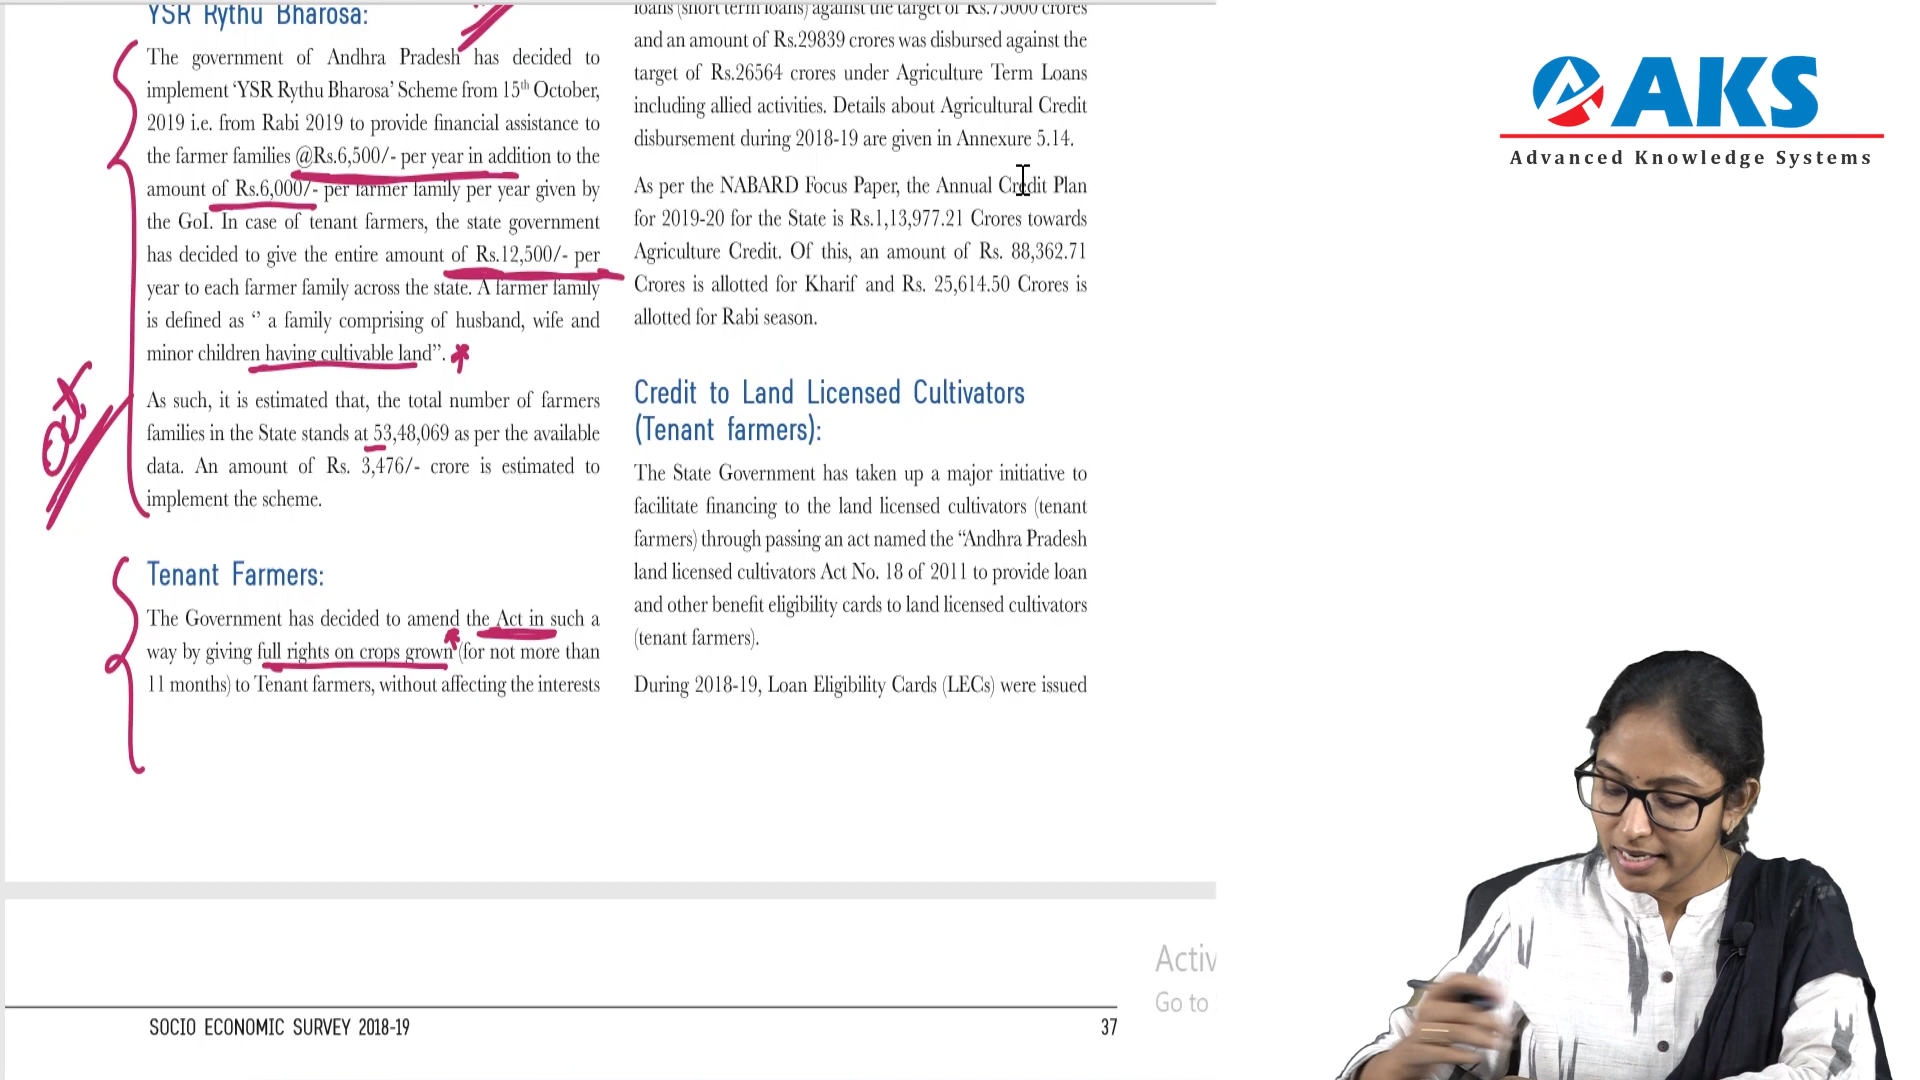 YSR Rythu Bharosa:
The government of Andhra Pradesh has decided to
implement ‘YSR Rythu Bharosa’ Scheme from 15th October,
2019 i.e. from Rabi 2019 to provide financial assistance to
the farmer families @Rs.6,500/- per year in addition to the
amount of Rs.6,000/- per farmer family per year given by
the GoI. In case of tenant farmers, the state government
has decided to give the entire amount of Rs.12,500/- per
year to each farmer family across the state. A farmer family
is defined as ‘’ a family comprising of husband, wife and
minor children having cultivable land”.
As such, it is estimated that, the total number of farmers
families in the State stands at 53,48,069 as per the available
data. An amount of Rs. 3,476/- crore is estimated to
implement the scheme.
Tenant Farmers:
The Government has decided to amend the Act in such a
way by giving full rights on crops grown (for not more than
11 months) to Tenant farmers, without affecting the interests
loans (short term loans) against the target of Rs.75000 crores
and an amount of Rs.29839 crores was disbursed against the
target of Rs.26564 crores under Agriculture Term Loans
including allied activities. Details about Agricultural Credit
disbursement during 2018-19 are given in Annexure 5.14.
As per the NABARD Focus Paper, the Annual Credit Plan
for 2019-20 for the State is Rs.1,13,977.21 Crores towards
Agriculture Credit. Of this, an amount of Rs. 88,362.71
Crores is allotted for Kharif and Rs. 25,614.50 Crores is
allotted for Rabi season.
Credit to Land Licensed Cultivators
(Tenant farmers):
The State Government has taken up a major initiative to
facilitate financing to the land licensed cultivators (tenant
farmers) through passing an act named the “Andhra Pradesh
land licensed cultivators Act No. 18 of 2011 to provide loan
and other benefit eligibility cards to land licensed cultivators
(tenant farmers).
During 2018-19, Loan Eligibility Cards (LECs) were issued
AKS
Advanced Knowledge Systems
Activ
Go to
SOCIO ECONOMIC SURVEY 2018-19
37